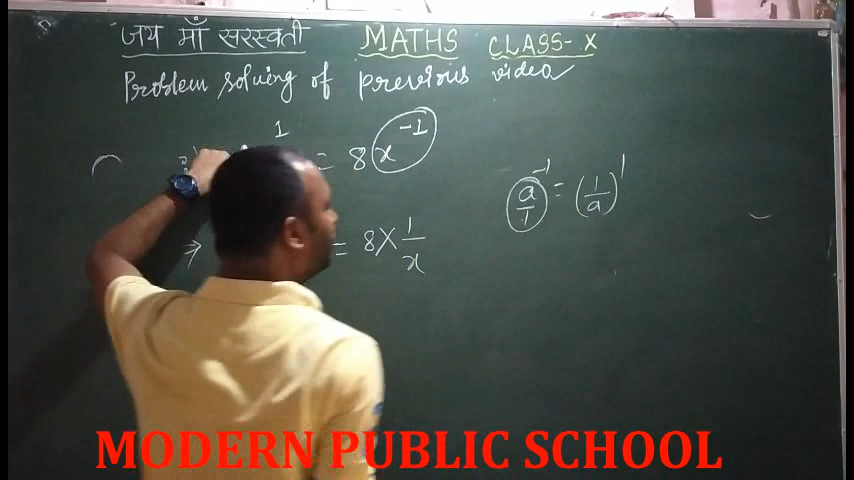 जय माँ सरस्वती MATHS CLASS-X
Problem solving of previous video
1 = 8x⁻¹
a/1⁻¹ = (1/a)¹
⇒ = 8×1/x
MODERN PUBLIC SCHOOL